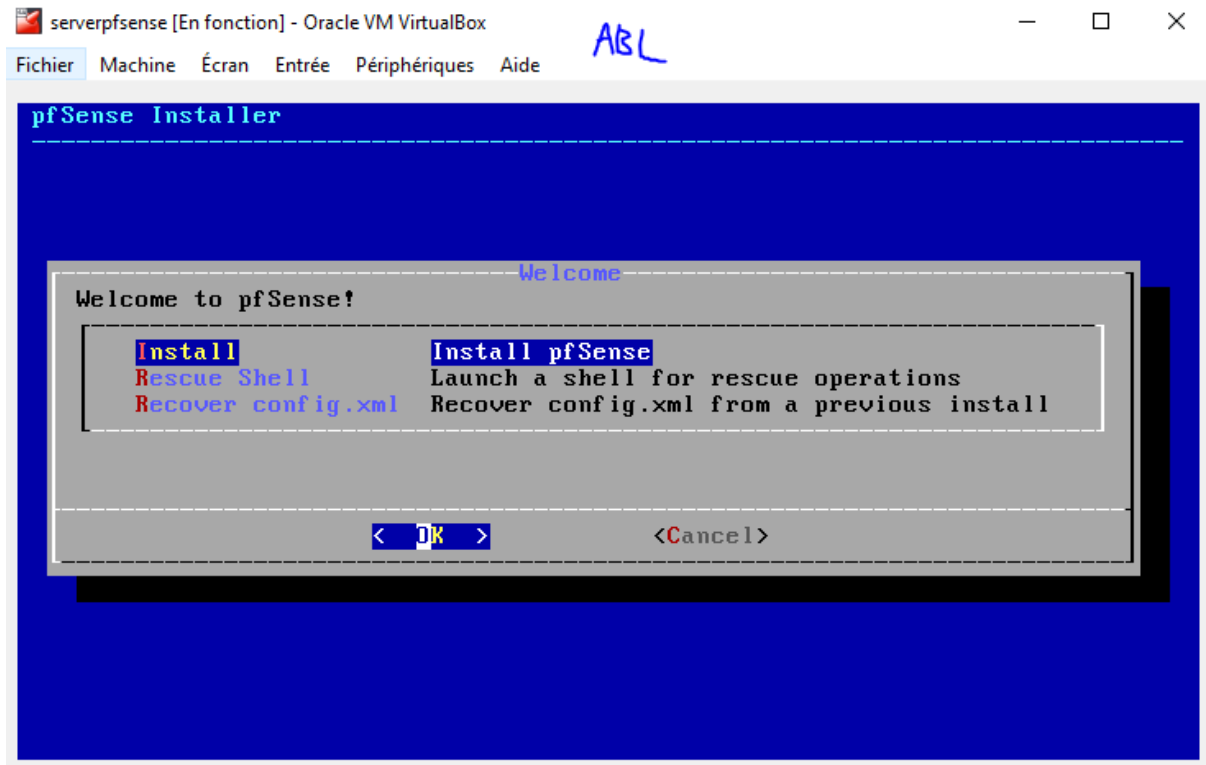 serverpfsense [En fonction] - Oracle VM VirtualBox
ABL
Fichier Machine Écran Entrée Périphériques Aide
pfSense Installer
Welcome
Welcome to pfSense!
Install Install pfSense
Rescue Shell Launch a shell for rescue operations
Recover config.xml Recover config.xml from a previous install
< OK > <Cancel>